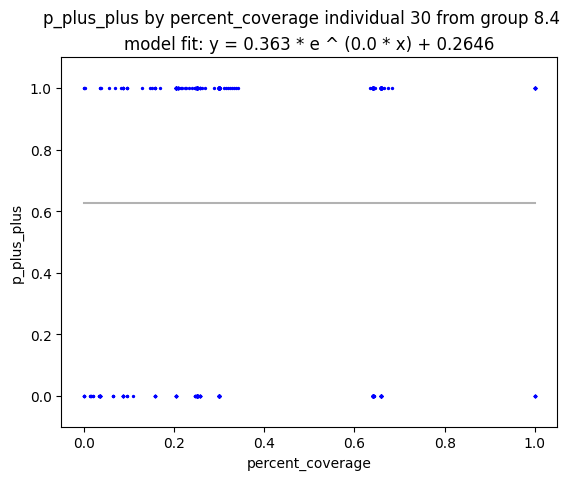 p_plus_plus by percent_coverage individual 30 from group 8.4
model fit: y = 0.363 * e ^ (0.0 * x) + 0.2646
1.0
0.8
0.6
0.4
0.2
0.0
p_plus_plus
0.0 0.2 0.4 0.6 0.8 1.0
percent_coverage